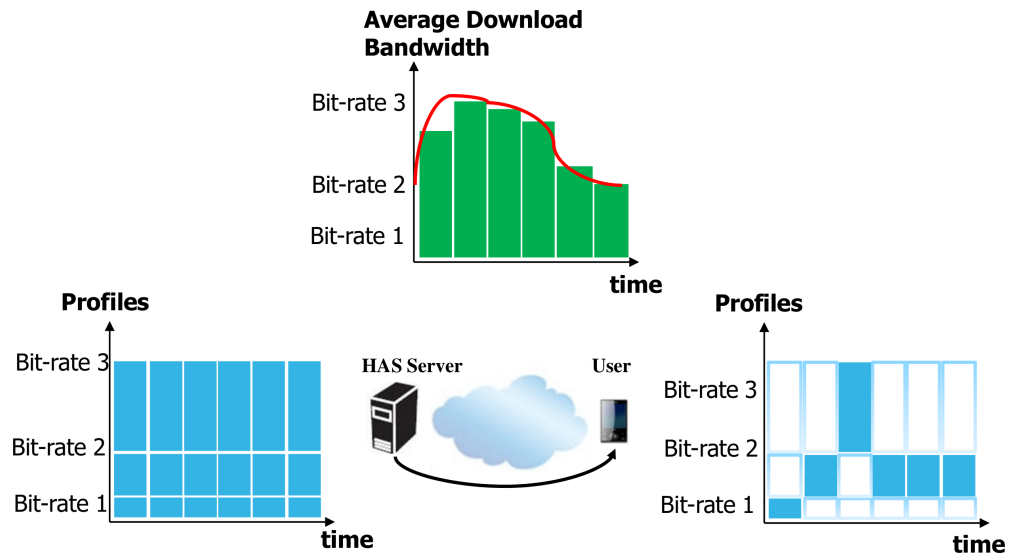 Average Download
Bandwidth
Bit-rate 3
Bit-rate 2
Bit-rate 1
time
Profiles
Bit-rate 3
Bit-rate 2
Bit-rate 1
time
HAS Server
User
Profiles
Bit-rate 3
Bit-rate 2
Bit-rate 1
time